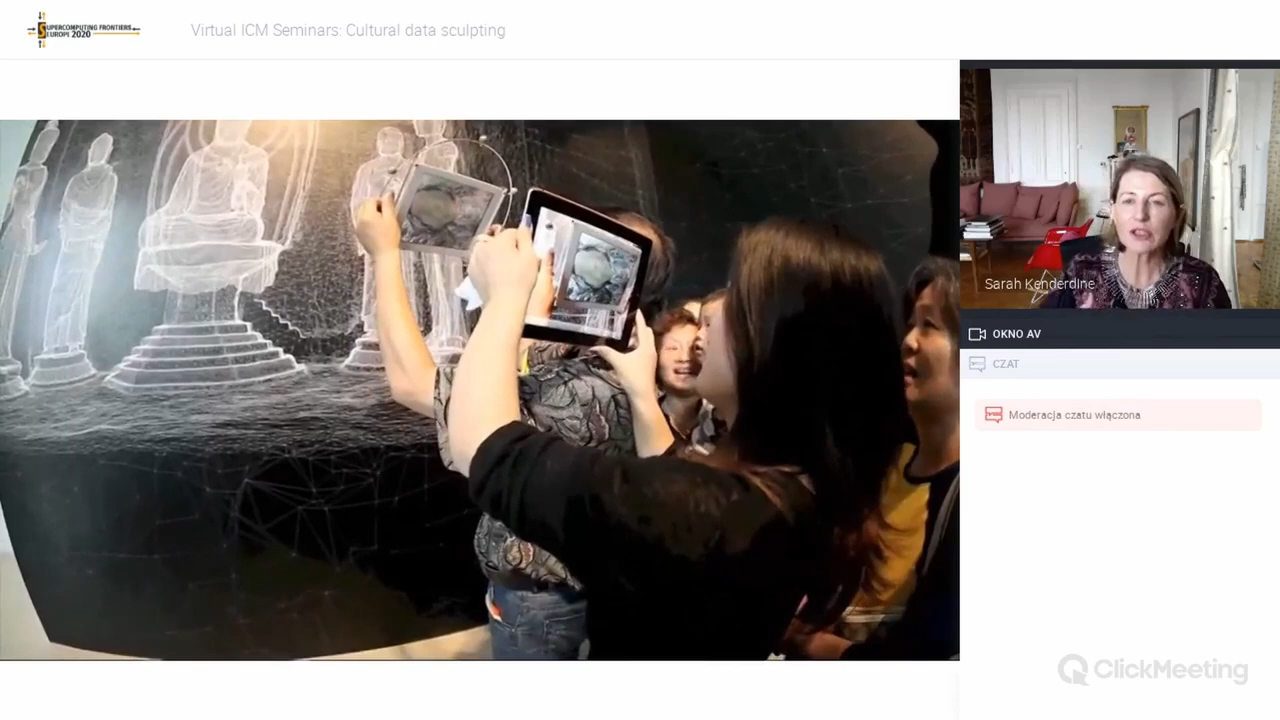 SUPERCOMPUTING FRONTIERS
EUROPE 2020
Virtual ICM Seminars: Cultural data sculpting
Sarah Kenderdine
OKNO AV
CZAT
Moderacja czatu włączona
ClickMeeting